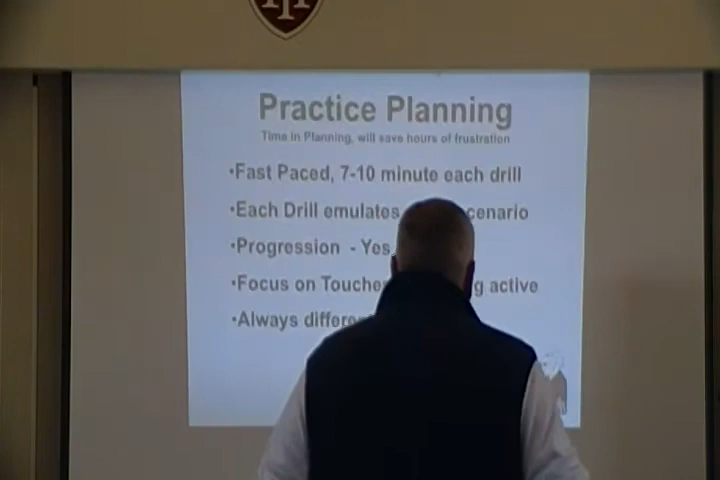 Practice Planning
Time in Planning, will save hours of frustration
•Fast Paced, 7-10 minute each drill
•Each Drill emulates cenario
•Progression - Yes
•Focus on Touche g active
•Always differe